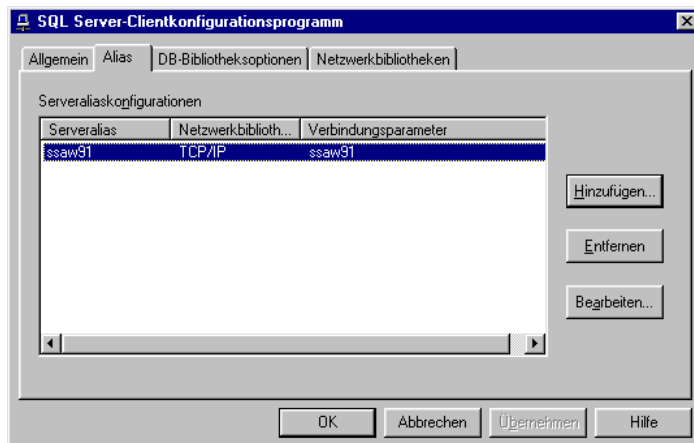 SQL Server-Clientkonfigurationsprogramm
Allgemein Alias DB-Bibliotheksoptionen Netzwerkbibliotheken
Serveraliaskonfigurationen
Serveralias Netzwerkbiblioth... Verbindungsparameter
ssaw91 TCP/IP ssaw91
Hinzufügen...
Entfernen
Bearbeiten...
OK Abbrechen Übernehmen Hilfe